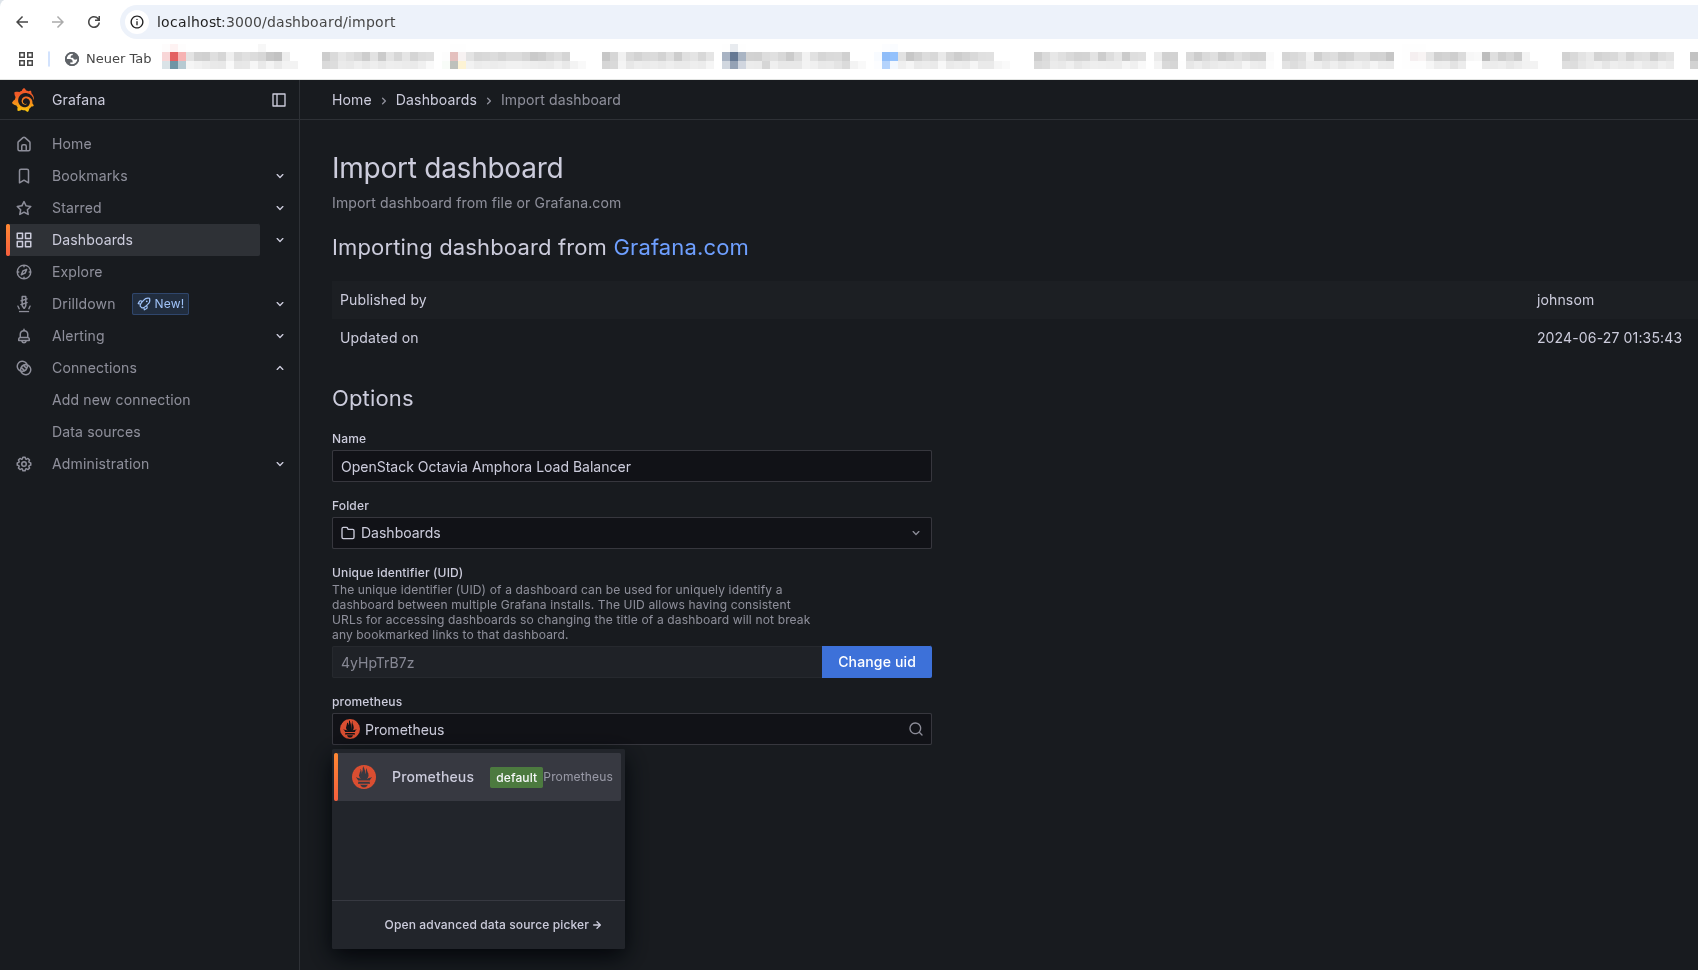 localhost:3000/dashboard/import
Neuer Tab
Grafana
Home › Dashboards › Import dashboard
Home
Bookmarks
Starred
Dashboards
Explore
Drilldown New!
Alerting
Connections
Add new connection
Data sources
Administration
Import dashboard
Import dashboard from file or Grafana.com
Importing dashboard from Grafana.com
Published by johnsom
Updated on 2024-06-27 01:35:43
Options
Name
OpenStack Octavia Amphora Load Balancer
Folder
Dashboards
Unique identifier (UID)
The unique identifier (UID) of a dashboard can be used for uniquely identify a
dashboard between multiple Grafana installs. The UID allows having consistent
URLs for accessing dashboards so changing the title of a dashboard will not break
any bookmarked links to that dashboard.
4yHpTrB7z Change uid
prometheus
Prometheus
Prometheus default Prometheus
Open advanced data source picker →